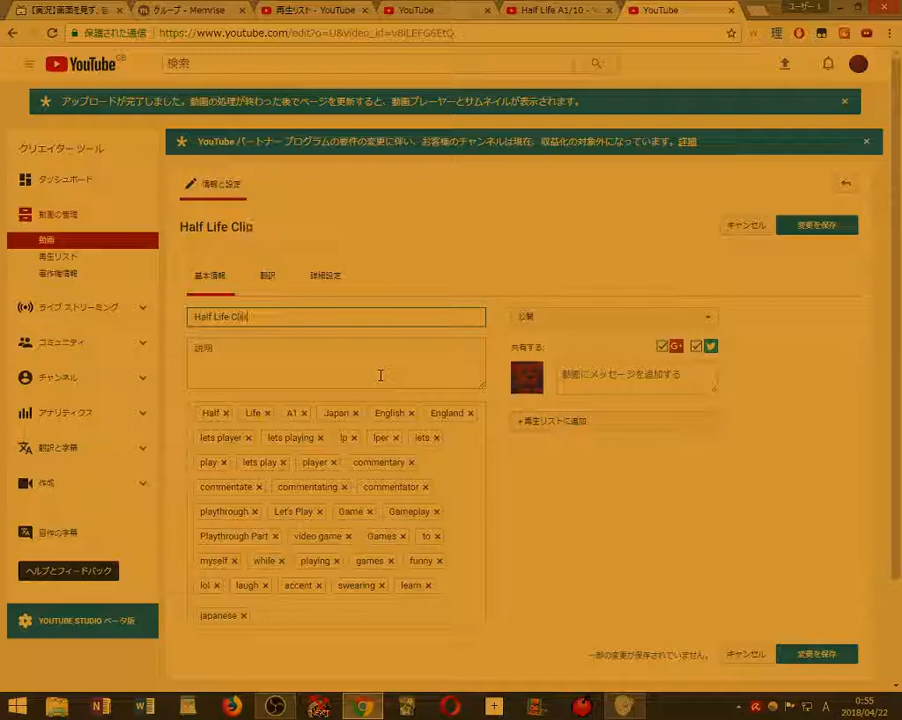 【実況】画面を見ず、音
グループ - Memrise
再生リスト - YouTube
YouTube
Half Life A1/10 -
YouTube
ユーザー 1
保護された通信
https://www.youtube.com/edit?o=U&video_id=v8ILEFG6EtQ
YouTube GB
検索
アップロードが完了しました。動画の処理が終わった後でページを更新すると、動画プレーヤーとサムネイルが表示されます。
クリエイター ツール
YouTube パートナー プログラムの要件の変更に伴い、お客様のチャンネルは現在、収益化の対象外になっています。詳細
ダッシュボード
情報と設定
動画の管理
Half Life Clip
キャンセル
変更を保存
動画
再生リスト
著作権情報
基本情報
翻訳
詳細設定
ライブ ストリーミング
Half Life Clip
公開
コミュニティ
説明
共有する:
チャンネル
動画にメッセージを追加する
アナリティクス
Half × Life × A1 × Japan × English × England ×
+ 再生リストに追加
lets player × lets playing × lp × lper × lets ×
翻訳と字幕
play × lets play × player × commentary ×
作成
commentate × commentating × commentator ×
playthrough × Let's Play × Game × Gameplay ×
自作の字幕
Playthrough Part × video game × Games × to ×
myself × while × playing × games × funny ×
ヘルプとフィードバック
lol × laugh × accent × swearing × learn ×
japanese ×
YOUTUBE STUDIO ベータ版
一部の変更が保存されていません。
キャンセル
変更を保存
0:55
2018/04/22